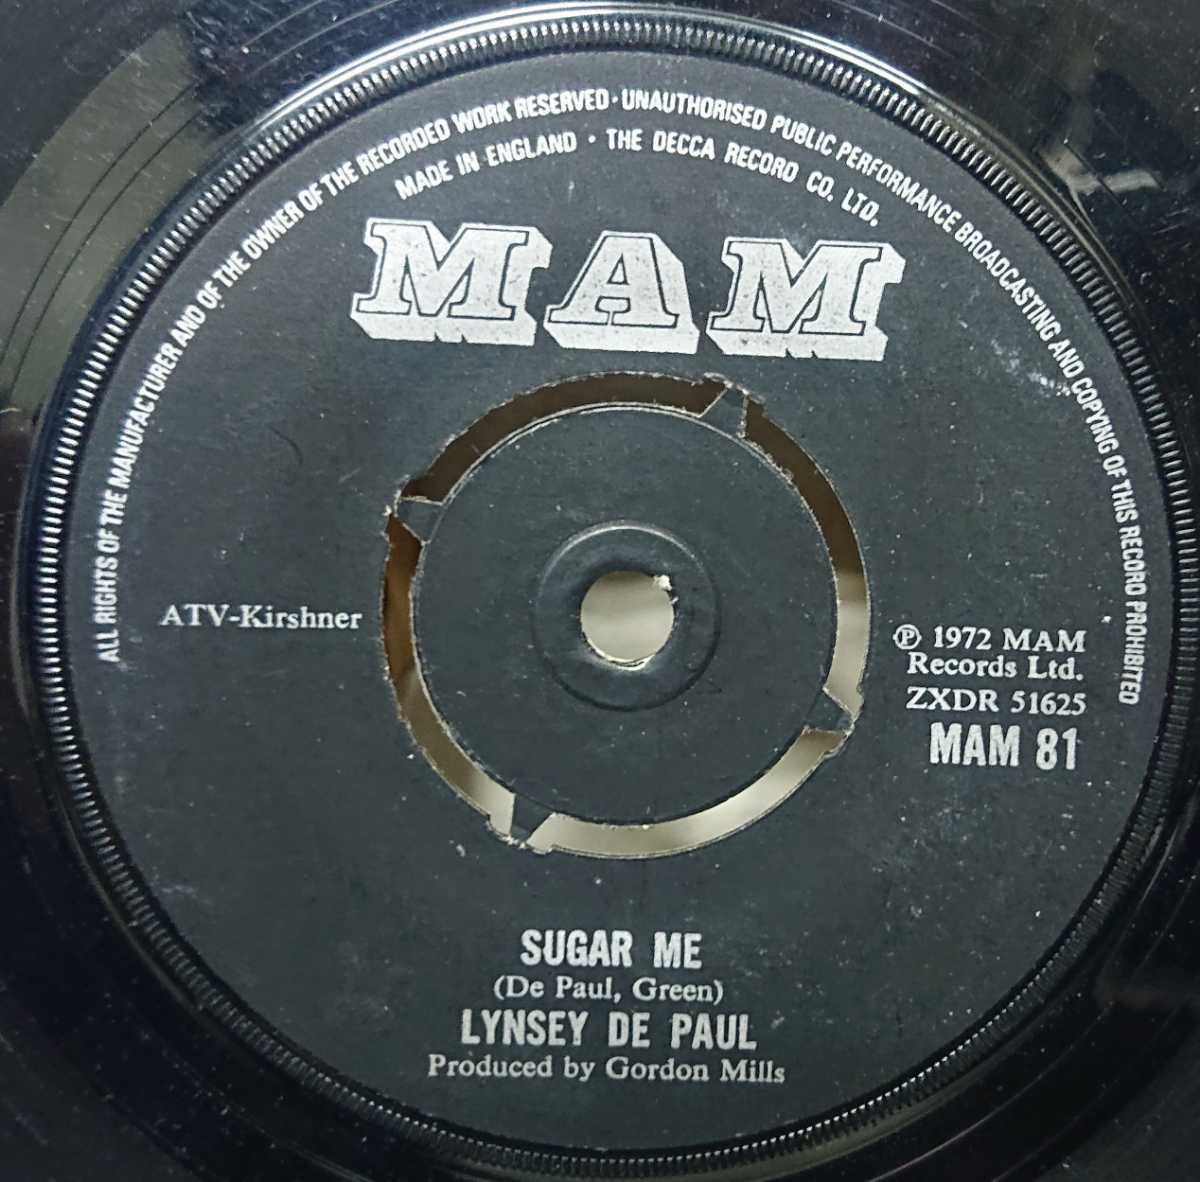 ALL RIGHTS OF THE MANUFACTURER AND OF THE OWNER OF THE RECORDED WORK RESERVED · UNAUTHORISED PUBLIC PERFORMANCE BROADCASTING AND COPYING OF THIS RECORD PROHIBITED
MADE IN ENGLAND · THE DECCA RECORD CO. LTD.
MAM
ATV-Kirshner
℗ 1972 MAM
Records Ltd.
ZXDR 51625
MAM 81
SUGAR ME
(De Paul, Green)
LYNSEY DE PAUL
Produced by Gordon Mills